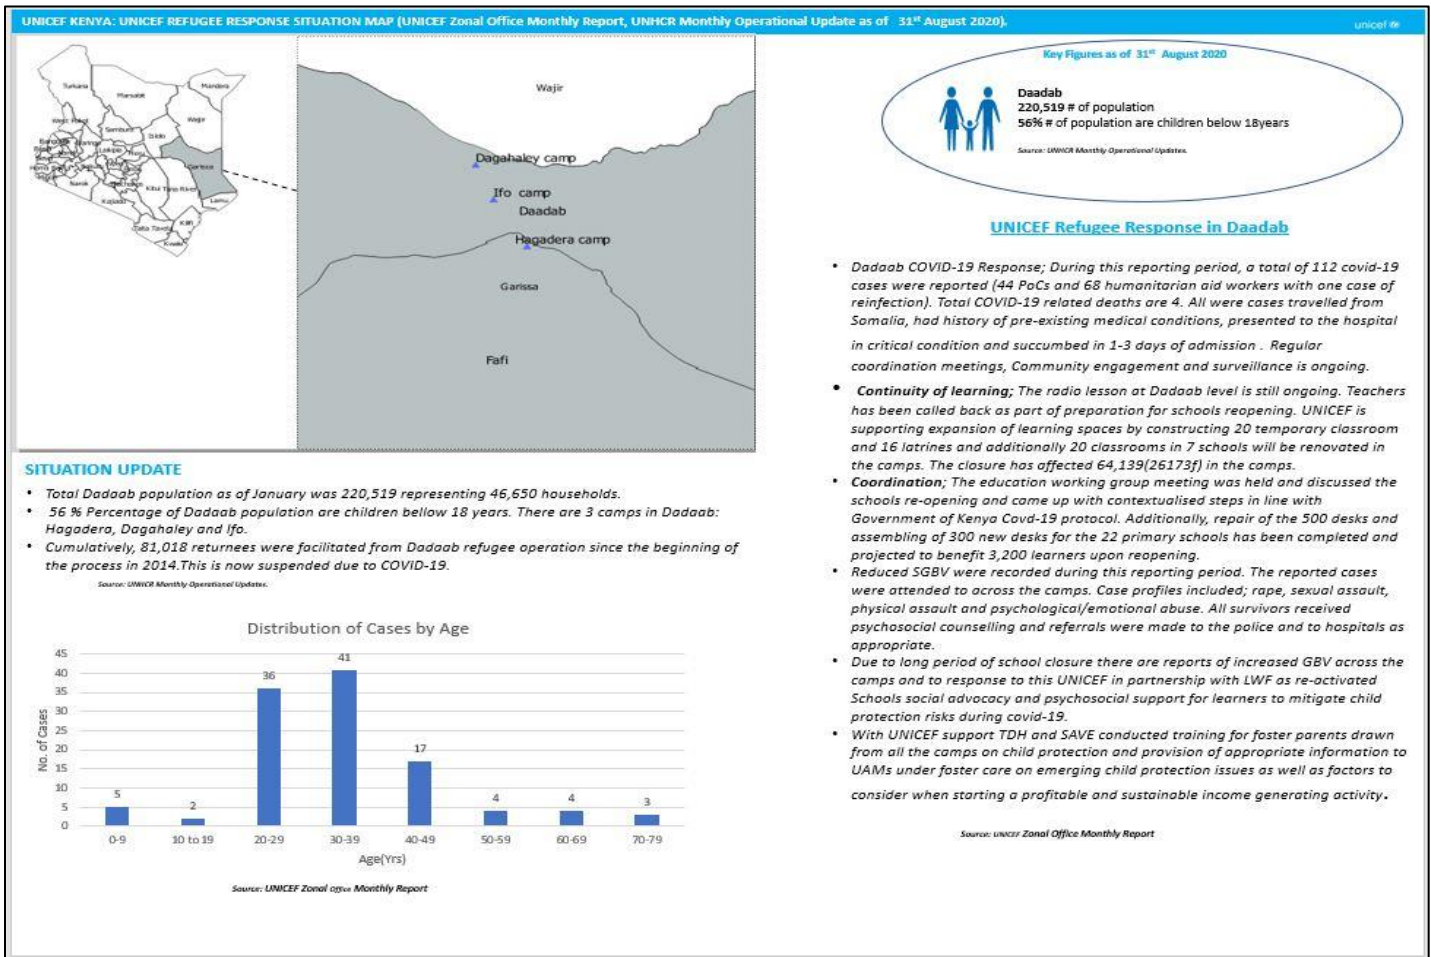 UNICEF KENYA: UNICEF REFUGEE RESPONSE SITUATION MAP (UNICEF Zonal Office Monthly Report, UNHCR Monthly Operational Update as of 31st August 2020).
unicef
Turkana
Marsabit
Mandera
Wajir
West Pokot
Samburu
Isiolo
Laikipia
Garissa
Narok
Kitui
Tana River
Kajiado
Lamu
Kilifi
Taita Taveta
Kwale
Wajir
Dagahaley camp
Ifo camp
Daadab
Hagadera camp
Garissa
Fafi
SITUATION UPDATE
• Total Dadaab population as of January was 220,519 representing 46,650 households.
• 56 % Percentage of Dadaab population are children bellow 18 years. There are 3 camps in Dadaab:
Hagadera, Dagahaley and Ifo.
• Cumulatively, 81,018 returnees were facilitated from Dadaab refugee operation since the beginning of
the process in 2014.This is now suspended due to COVID-19.
Source: UNHCR Monthly Operational Updates.
Distribution of Cases by Age
No. of Cases
45
40
35
30
25
20
15
10
5
0
5
2
36
41
17
4
4
3
0-9
10 to 19
20-29
30-39
40-49
50-59
60-69
70-79
Age(Yrs)
Source: UNICEF Zonal Office Monthly Report
Key Figures as of 31st August 2020
Daadab
220,519 # of population
56% # of population are children below 18years
Source: UNHCR Monthly Operational Updates.
UNICEF Refugee Response in Daadab
• Dadaab COVID-19 Response; During this reporting period, a total of 112 covid-19
cases were reported (44 PoCs and 68 humanitarian aid workers with one case of
reinfection). Total COVID-19 related deaths are 4. All were cases travelled from
Somalia, had history of pre-existing medical conditions, presented to the hospital
in critical condition and succumbed in 1-3 days of admission . Regular
coordination meetings, Community engagement and surveillance is ongoing.
• Continuity of learning; The radio lesson at Dadaab level is still ongoing. Teachers
has been called back as part of preparation for schools reopening. UNICEF is
supporting expansion of learning spaces by constructing 20 temporary classroom
and 16 latrines and additionally 20 classrooms in 7 schools will be renovated in
the camps. The closure has affected 64,139(26173f) in the camps.
• Coordination; The education working group meeting was held and discussed the
schools re-opening and came up with contextualised steps in line with
Government of Kenya Covd-19 protocol. Additionally, repair of the 500 desks and
assembling of 300 new desks for the 22 primary schools has been completed and
projected to benefit 3,200 learners upon reopening.
• Reduced SGBV were recorded during this reporting period. The reported cases
were attended to across the camps. Case profiles included; rape, sexual assault,
physical assault and psychological/emotional abuse. All survivors received
psychosocial counselling and referrals were made to the police and to hospitals as
appropriate.
• Due to long period of school closure there are reports of increased GBV across the
camps and to response to this UNICEF in partnership with LWF as re-activated
Schools social advocacy and psychosocial support for learners to mitigate child
protection risks during covid-19.
• With UNICEF support TDH and SAVE conducted training for foster parents drawn
from all the camps on child protection and provision of appropriate information to
UAMs under foster care on emerging child protection issues as well as factors to
consider when starting a profitable and sustainable income generating activity.
Source: UNICEF Zonal Office Monthly Report